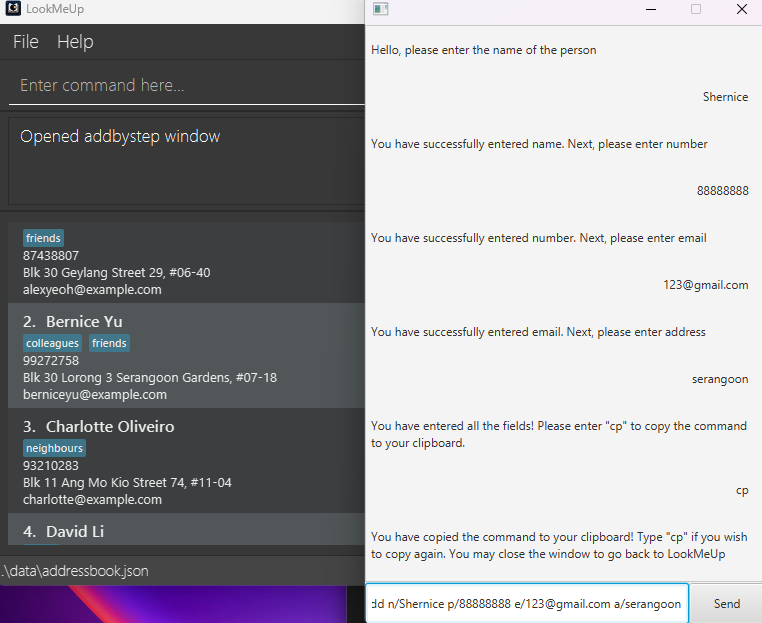 LookMeUp
File Help
Enter command here...
Opened addbystep window
friends
87438807
Blk 30 Geylang Street 29, #06-40
alexyeoh@example.com
2. Bernice Yu
colleagues friends
99272758
Blk 30 Lorong 3 Serangoon Gardens, #07-18
berniceyu@example.com
3. Charlotte Oliveiro
neighbours
93210283
Blk 11 Ang Mo Kio Street 74, #11-04
charlotte@example.com
4. David Li
.\data\addressbook.json
Hello, please enter the name of the person
Shernice
You have successfully entered name. Next, please enter number
88888888
You have successfully entered number. Next, please enter email
123@gmail.com
You have successfully entered email. Next, please enter address
serangoon
You have entered all the fields! Please enter "cp" to copy the command
to your clipboard.
cp
You have copied the command to your clipboard! Type "cp" if you wish
to copy again. You may close the window to go back to LookMeUp
dd n/Shernice p/88888888 e/123@gmail.com a/serangoon
Send